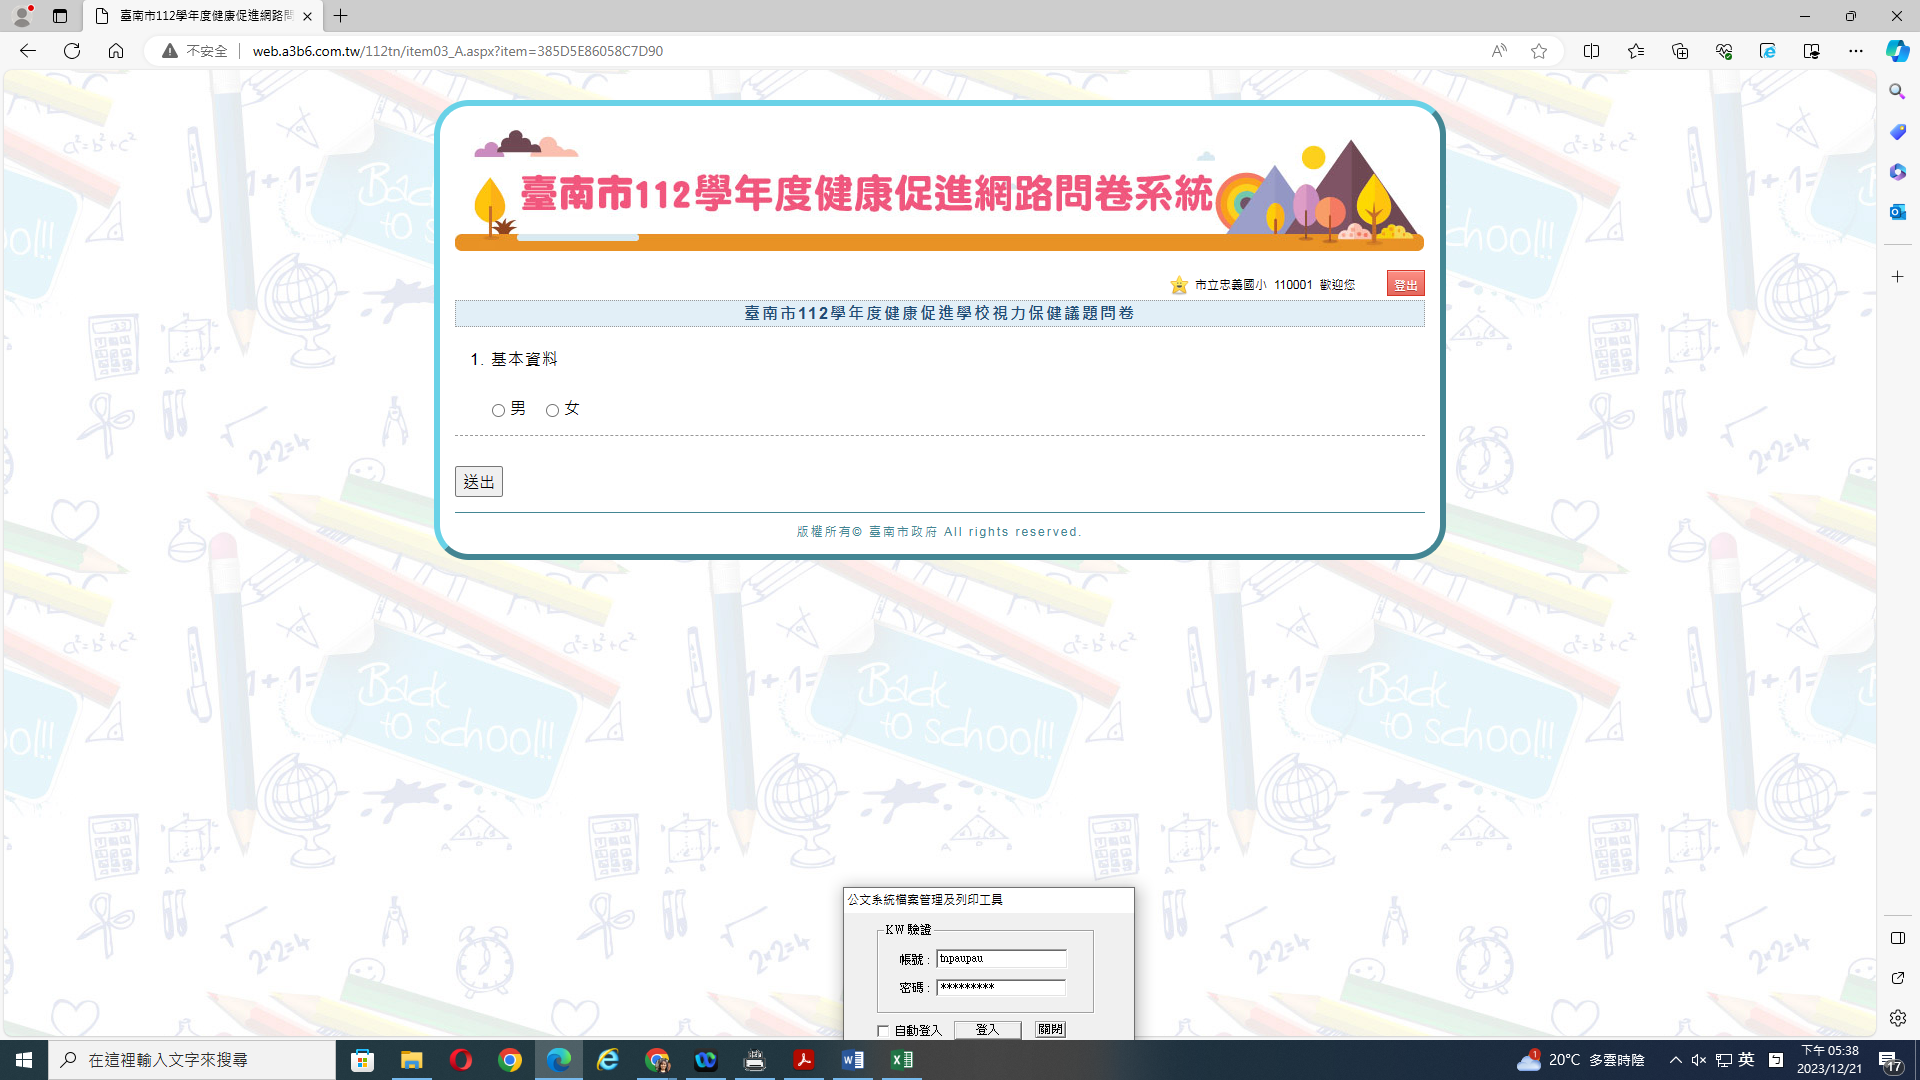 臺南市112學年度健康促進網路問
不安全
web.a3b6.com.tw/112tn/item03_A.aspx?item=385D5E86058C7D90
臺南市112學年度健康促進網路問卷系統
市立忠義國小 110001 歡迎您
登出
臺南市112學年度健康促進學校視力保健議題問卷
1. 基本資料
男 女
送出
版權所有© 臺南市政府 All rights reserved.
Back to school!!!
公文系統檔案管理及列印工具
KW 驗證
帳號 : tnpaupau
密碼 : *********
自動登入 登入 關閉
在這裡輸入文字來搜尋
20°C 多雲時陰
英
下午 05:38
2023/12/21
17